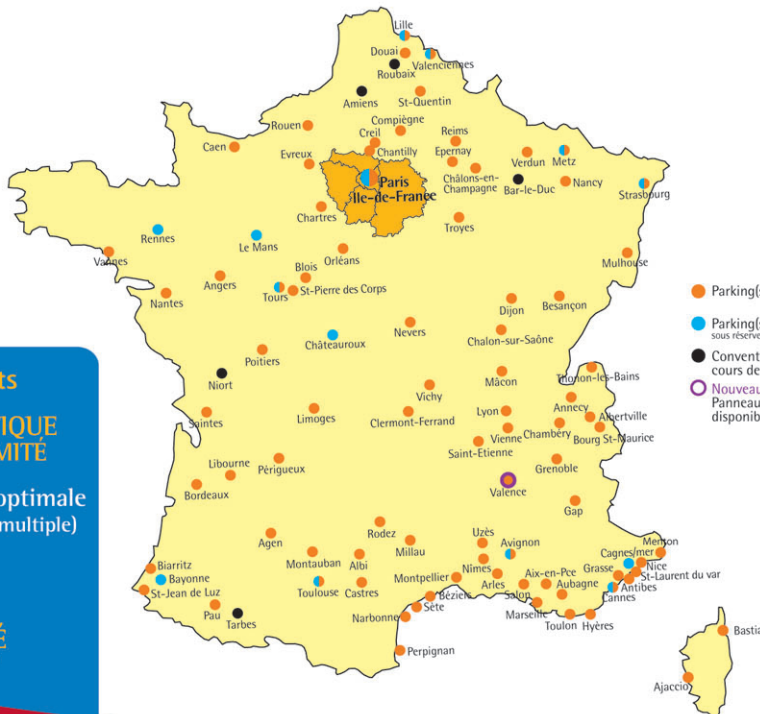 Lille
Douai
Roubaix
Valenciennes
Amiens
St-Quentin
Compiègne
Rouen
Creil
Reims
Caen
Chantilly
Epernay
Evreux
Verdun
Metz
Châlons-en-
Champagne
Bar-le-Duc
Nancy
Strasbourg
Paris
Ile-de-France
Chartres
Troyes
Rennes
Le Mans
Vannes
Orléans
Mulhouse
Blois
Angers
Tours
St-Pierre des Corps
Nantes
Dijon
Besançon
Nevers
Châteauroux
Chalon-sur-Saône
Poitiers
Niort
Mâcon
Thonon-les-Bains
Vichy
Saintes
Limoges
Clermont-Ferrand
Lyon
Annecy
Albertville
Vienne
Chambéry
Bourg St-Maurice
Saint-Etienne
Libourne
Périgueux
Grenoble
Bordeaux
Valence
Gap
Rodez
Uzès
Agen
Millau
Avignon
Menton
Montauban
Albi
Cagnes/mer
Nice
Biarritz
Nîmes
Grasse
St-Laurent du var
Bayonne
Montpellier
Arles
Aix-en-Pce
Antibes
St-Jean de Luz
Toulouse
Castres
Béziers
Salon
Aubagne
Cannes
Pau
Sète
Marseille
Tarbes
Narbonne
Toulon
Hyères
Perpignan
Bastia
Ajaccio
Parking(s
Parking(s
sous réserve
Convent
cours de
Nouveau
Panneau
disponib
ts
IQUE
MITÉ
optimale
multiple)
É